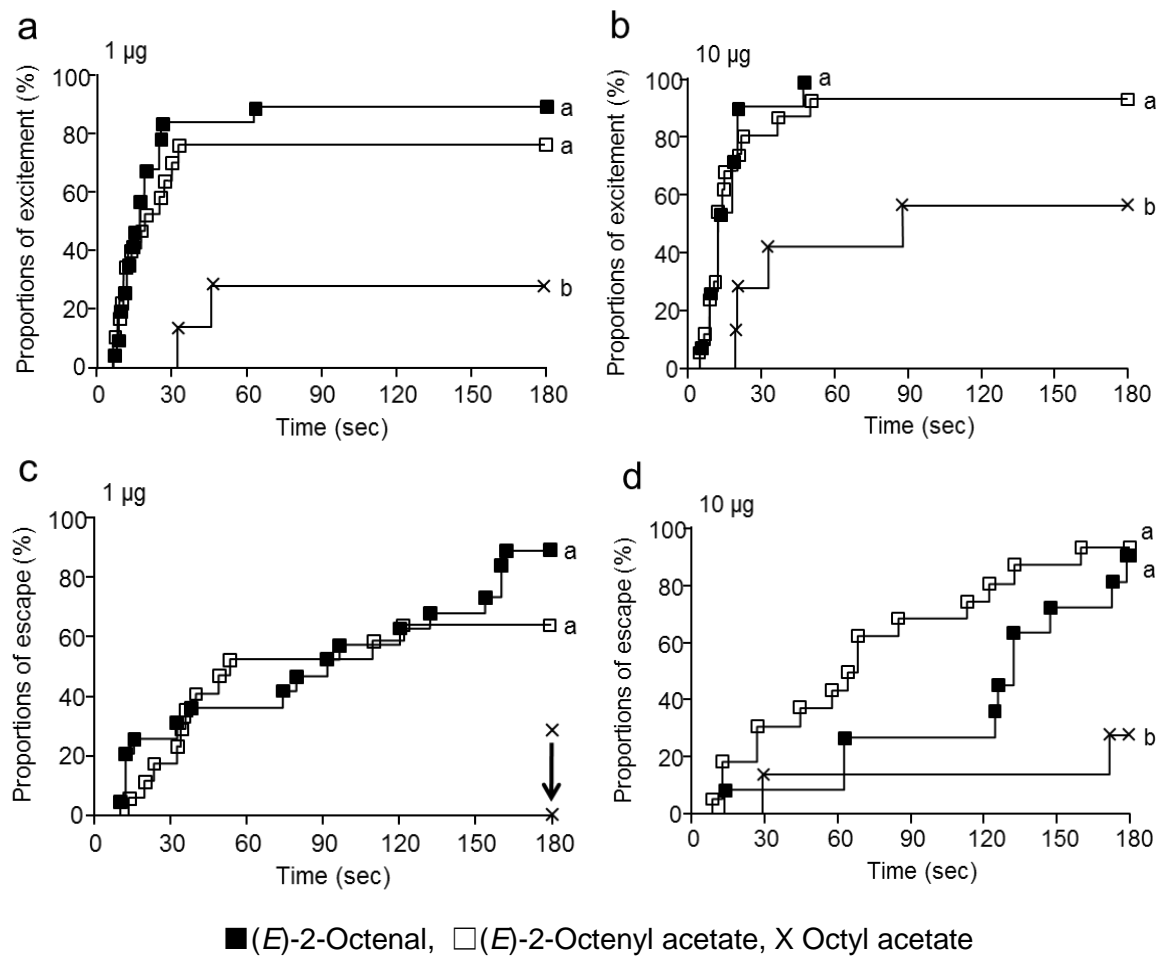 a
1 µg
Proportions of excitement (%)
100
80
60
40
20
0
a
a
b
0 30 60 90 120 150 180
Time (sec)
b
10 µg
Proportions of excitement (%)
100
80
60
40
20
0
a
a
b
0 30 60 90 120 150 180
Time (sec)
c
1 µg
Proportions of escape (%)
100
80
60
40
20
0
a
a
0 30 60 90 120 150 180
Time (sec)
d
10 µg
Proportions of escape (%)
100
80
60
40
20
0
a
a
b
0 30 60 90 120 150 180
Time (sec)
(E)-2-Octenal, (E)-2-Octenyl acetate, X Octyl acetate